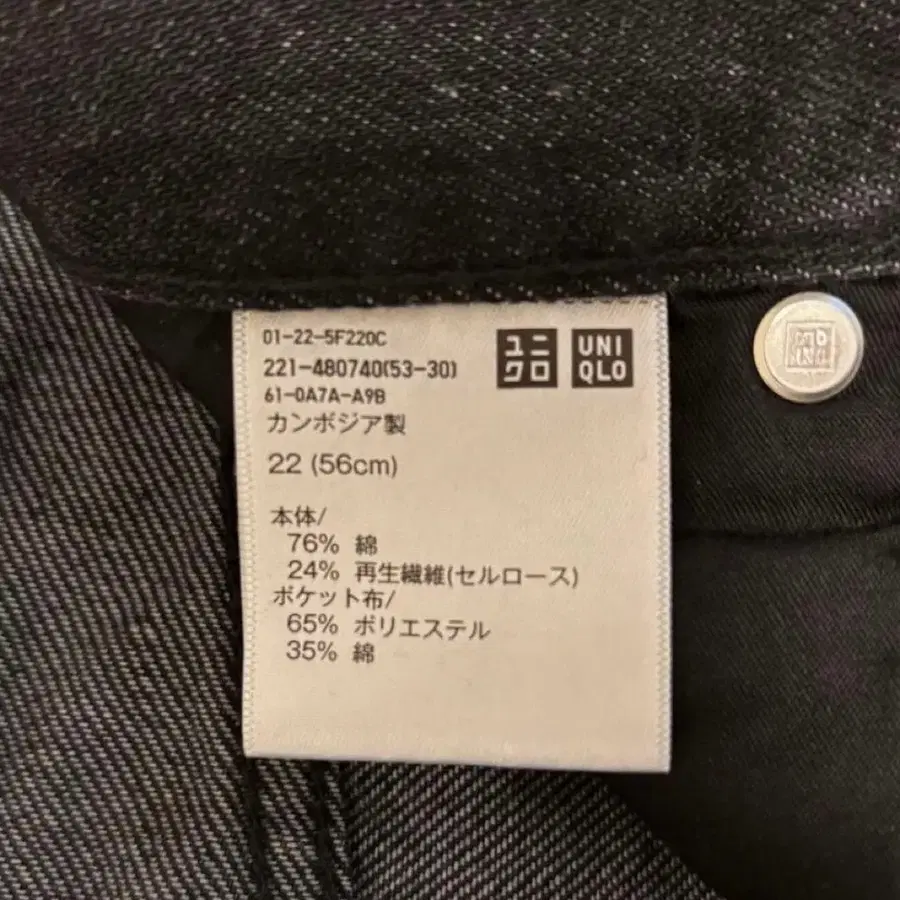 01-22-5F220C
221-480740(53-30)
61-0A7A-A9B
ユニ
クロ
UNI
QLO
カンボジア製
22 (56cm)
本体/
76% 綿
24% 再生繊維(セルロース)
ポケット布/
65% ポリエステル
35% 綿